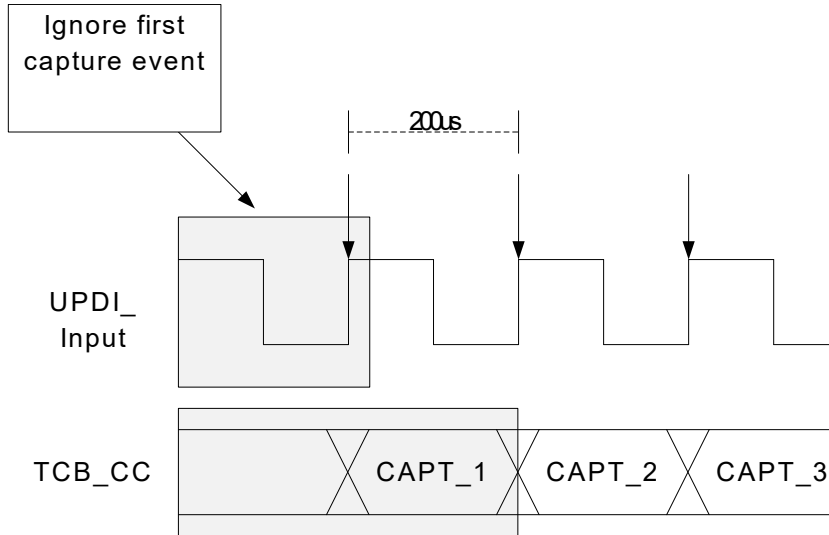 Ignore first
capture event
200us
UPDI_
Input
TCB_CC
CAPT_1
CAPT_2
CAPT_3